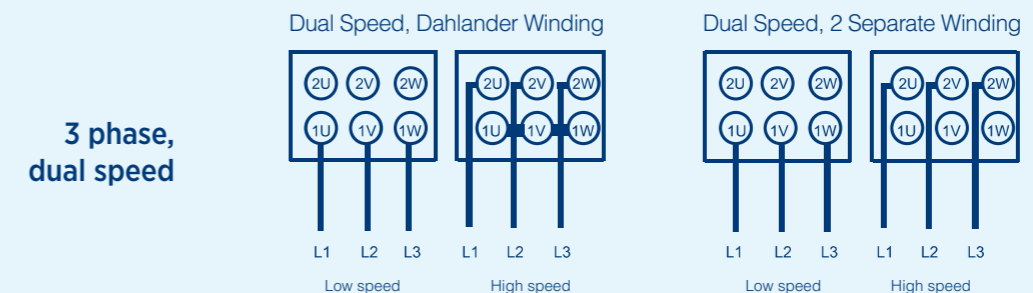 3 phase,
dual speed
Dual Speed, Dahlander Winding
2U 2V 2W 2U 2V 2W
1U 1V 1W 1U 1V 1W
L1 L2 L3 L1 L2 L3
Low speed High speed
Dual Speed, 2 Separate Winding
2U 2V 2W 2U 2V 2W
1U 1V 1W 1U 1V 1W
L1 L2 L3 L1 L2 L3
Low speed High speed